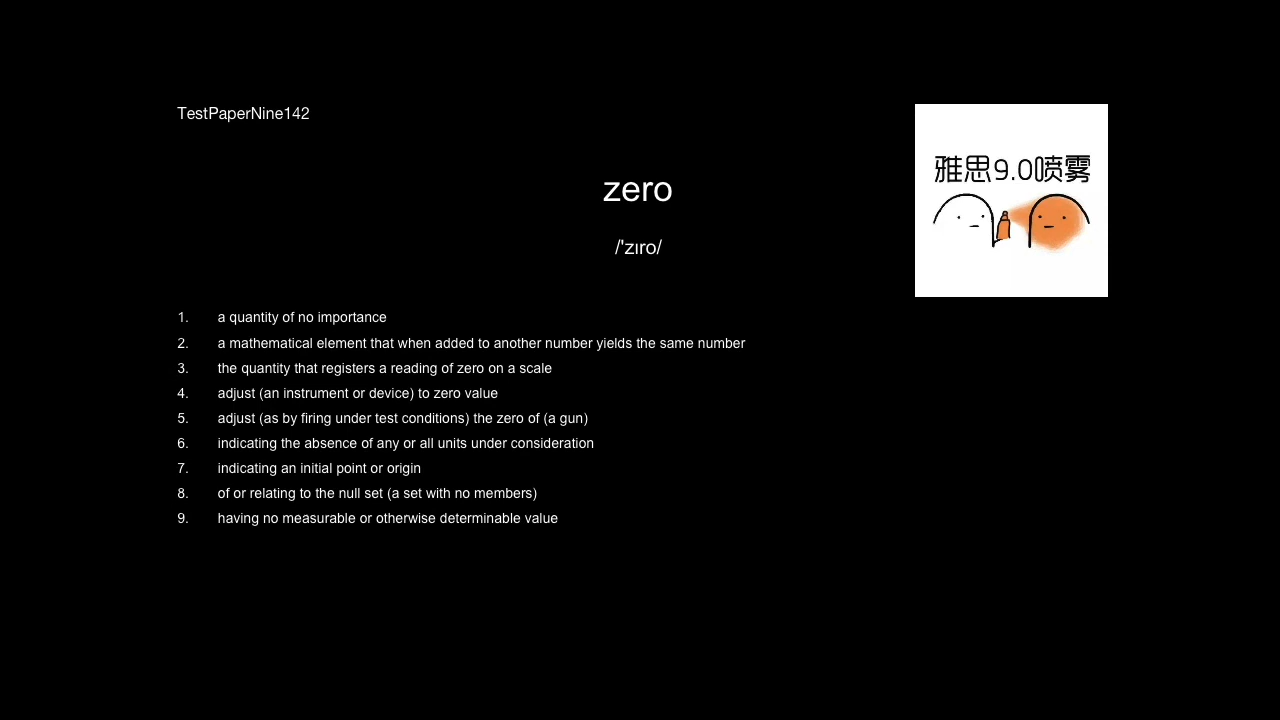 TestPaperNine142
雅思9.0喷雾
zero
/'zıro/
1. a quantity of no importance
2. a mathematical element that when added to another number yields the same number
3. the quantity that registers a reading of zero on a scale
4. adjust (an instrument or device) to zero value
5. adjust (as by firing under test conditions) the zero of (a gun)
6. indicating the absence of any or all units under consideration
7. indicating an initial point or origin
8. of or relating to the null set (a set with no members)
9. having no measurable or otherwise determinable value